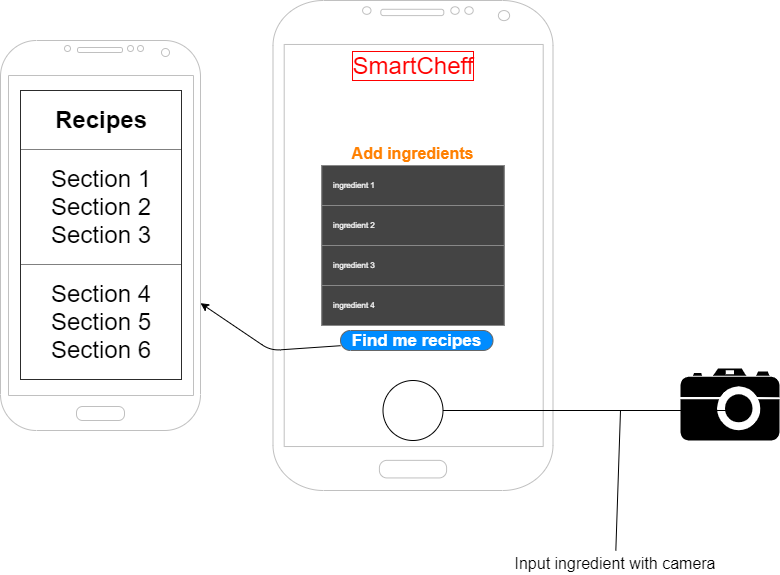 Recipes
Section 1
Section 2
Section 3
Section 4
Section 5
Section 6
SmartCheff
Add ingredients
ingredient 1
ingredient 2
ingredient 3
ingredient 4
Find me recipes
Input ingredient with camera